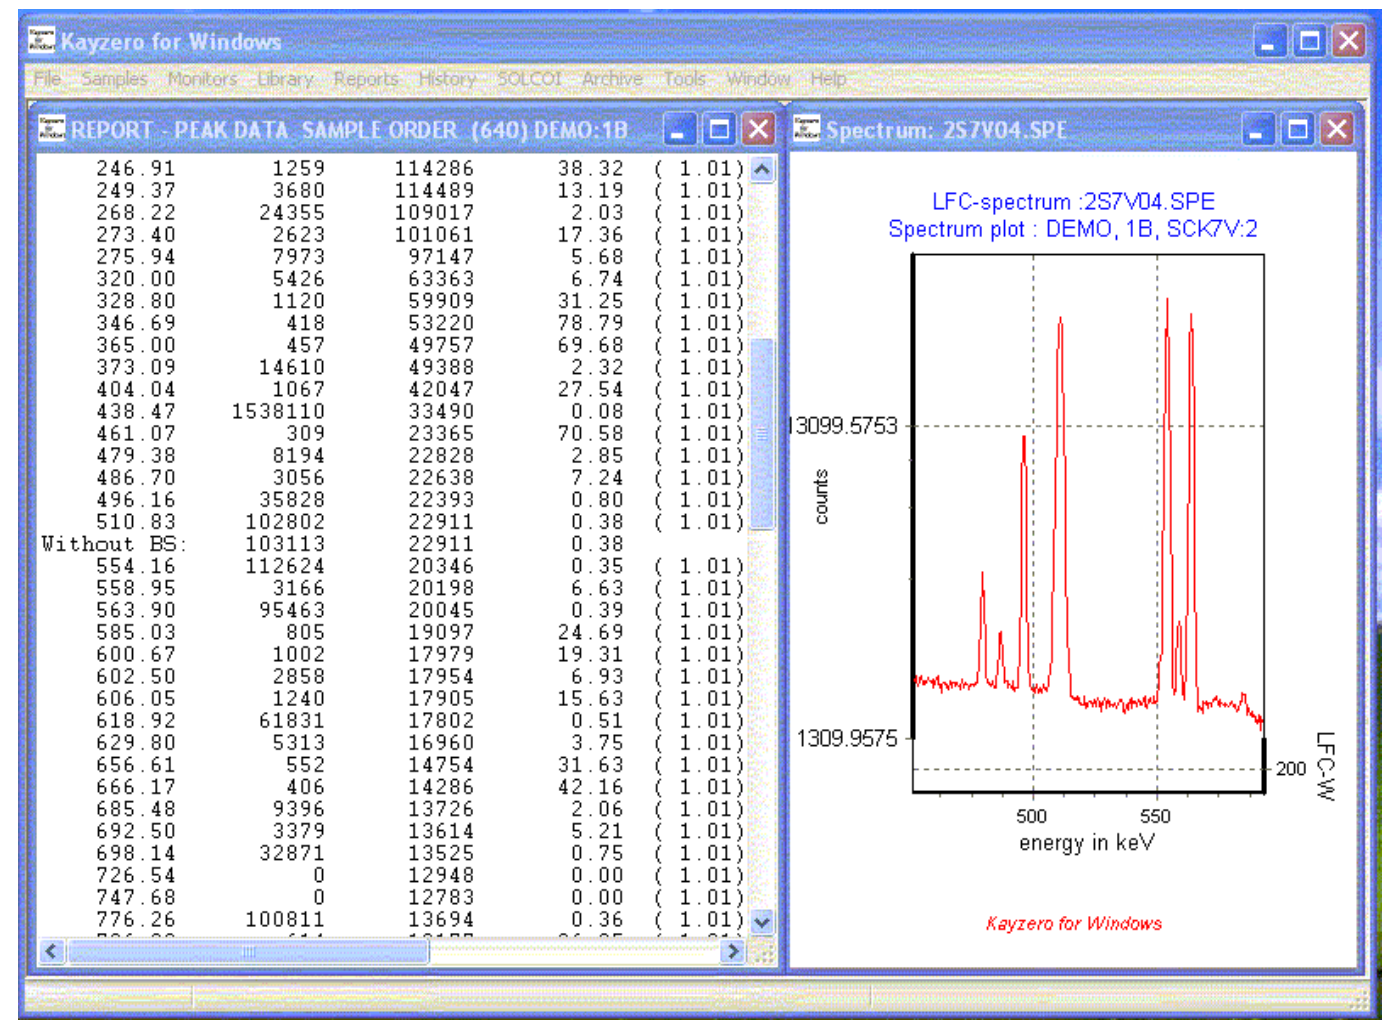 Kayzero for Windows
File Samples Monitors Library Reports History SOLCOI Archive Tools Window Help
REPORT - PEAK DATA SAMPLE ORDER (640) DEMO:1B
246.91 1259 114286 38.32 ( 1.01)
249.37 3680 114489 13.19 ( 1.01)
268.22 24355 109017 2.03 ( 1.01)
273.40 2623 101061 17.36 ( 1.01)
275.94 7973 97147 5.68 ( 1.01)
320.00 5426 63363 6.74 ( 1.01)
328.80 1120 59909 31.25 ( 1.01)
346.69 418 53220 78.79 ( 1.01)
365.00 457 49757 69.68 ( 1.01)
373.09 14610 49388 2.32 ( 1.01)
404.04 1067 42047 27.54 ( 1.01)
438.47 1538110 33490 0.08 ( 1.01)
461.07 309 23365 70.58 ( 1.01)
479.38 8194 22828 2.85 ( 1.01)
486.70 3056 22638 7.24 ( 1.01)
496.16 35828 22393 0.80 ( 1.01)
510.83 102802 22911 0.38 ( 1.01)
Without BS: 103113 22911 0.38
554.16 112624 20346 0.35 ( 1.01)
558.95 3166 20198 6.63 ( 1.01)
563.90 95463 20045 0.39 ( 1.01)
585.03 805 19097 24.69 ( 1.01)
600.67 1002 17979 19.31 ( 1.01)
602.50 2858 17954 6.93 ( 1.01)
606.05 1240 17905 15.63 ( 1.01)
618.92 61831 17802 0.51 ( 1.01)
629.80 5313 16960 3.75 ( 1.01)
656.61 552 14754 31.63 ( 1.01)
666.17 406 14286 42.16 ( 1.01)
685.48 9396 13726 2.06 ( 1.01)
692.50 3379 13614 5.21 ( 1.01)
698.14 32871 13525 0.75 ( 1.01)
726.54 0 12948 0.00 ( 1.01)
747.68 0 12783 0.00 ( 1.01)
776.26 100811 13694 0.36 ( 1.01)
Spectrum: 2S7V04.SPE
LFC-spectrum :2S7V04.SPE
Spectrum plot : DEMO, 1B, SCK7V:2
13099.5753
counts
1309.9575
200
LFC-W
500 550
energy in keV
Kayzero for Windows